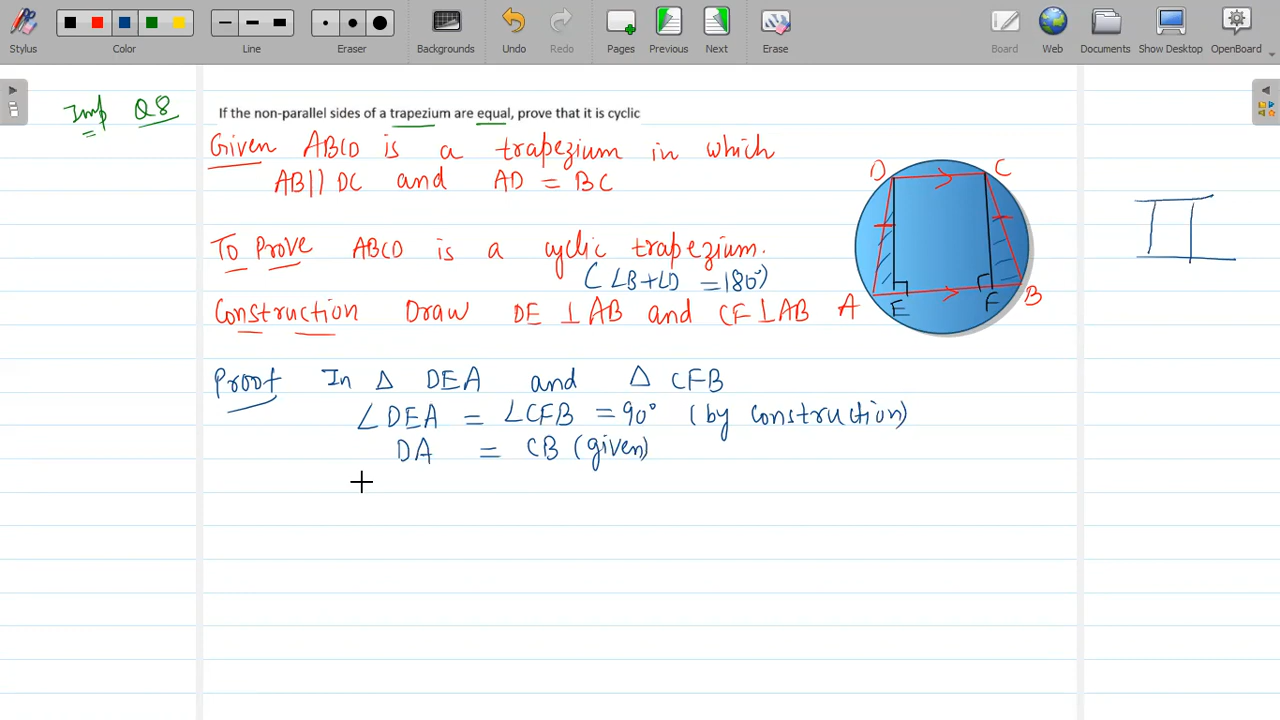 Stylus
Color
Line
Eraser
Backgrounds
Undo
Redo
Pages
Previous
Next
Erase
Board
Web
Documents
Show Desktop
OpenBoard
Imp Q8
If the non-parallel sides of a trapezium are equal, prove that it is cyclic
Given ABCD is a trapezium in which
AB || DC and AD = BC
To Prove ABCD is a cyclic trapezium.
(∠B+∠D = 180°)
Construction Draw DE ⊥ AB and CF ⊥ AB
D C
A E F B
Proof In Δ DEA and Δ CFB
∠DEA = ∠CFB = 90° (by construction)
DA = CB (given)